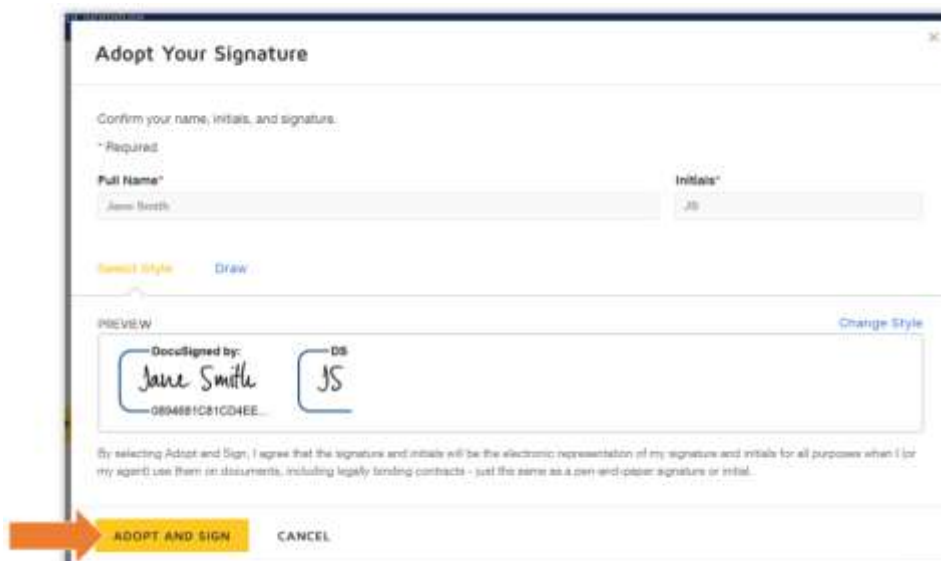 Adopt Your Signature
Confirm your name, initials, and signature.
* Required
Full Name*
Initials*
Jane Smith
JS
Select Style
Draw
PREVIEW
Change Style
DocuSigned by:
DS
Jane Smith
JS
0894681C81CD4EE...
By selecting Adopt and Sign, I agree that the signature and initials will be the electronic representation of my signature and initials for all purposes when I (or
my agent) use them on documents, including legally binding contracts - just the same as a pen-and-paper signature or initial.
ADOPT AND SIGN
CANCEL